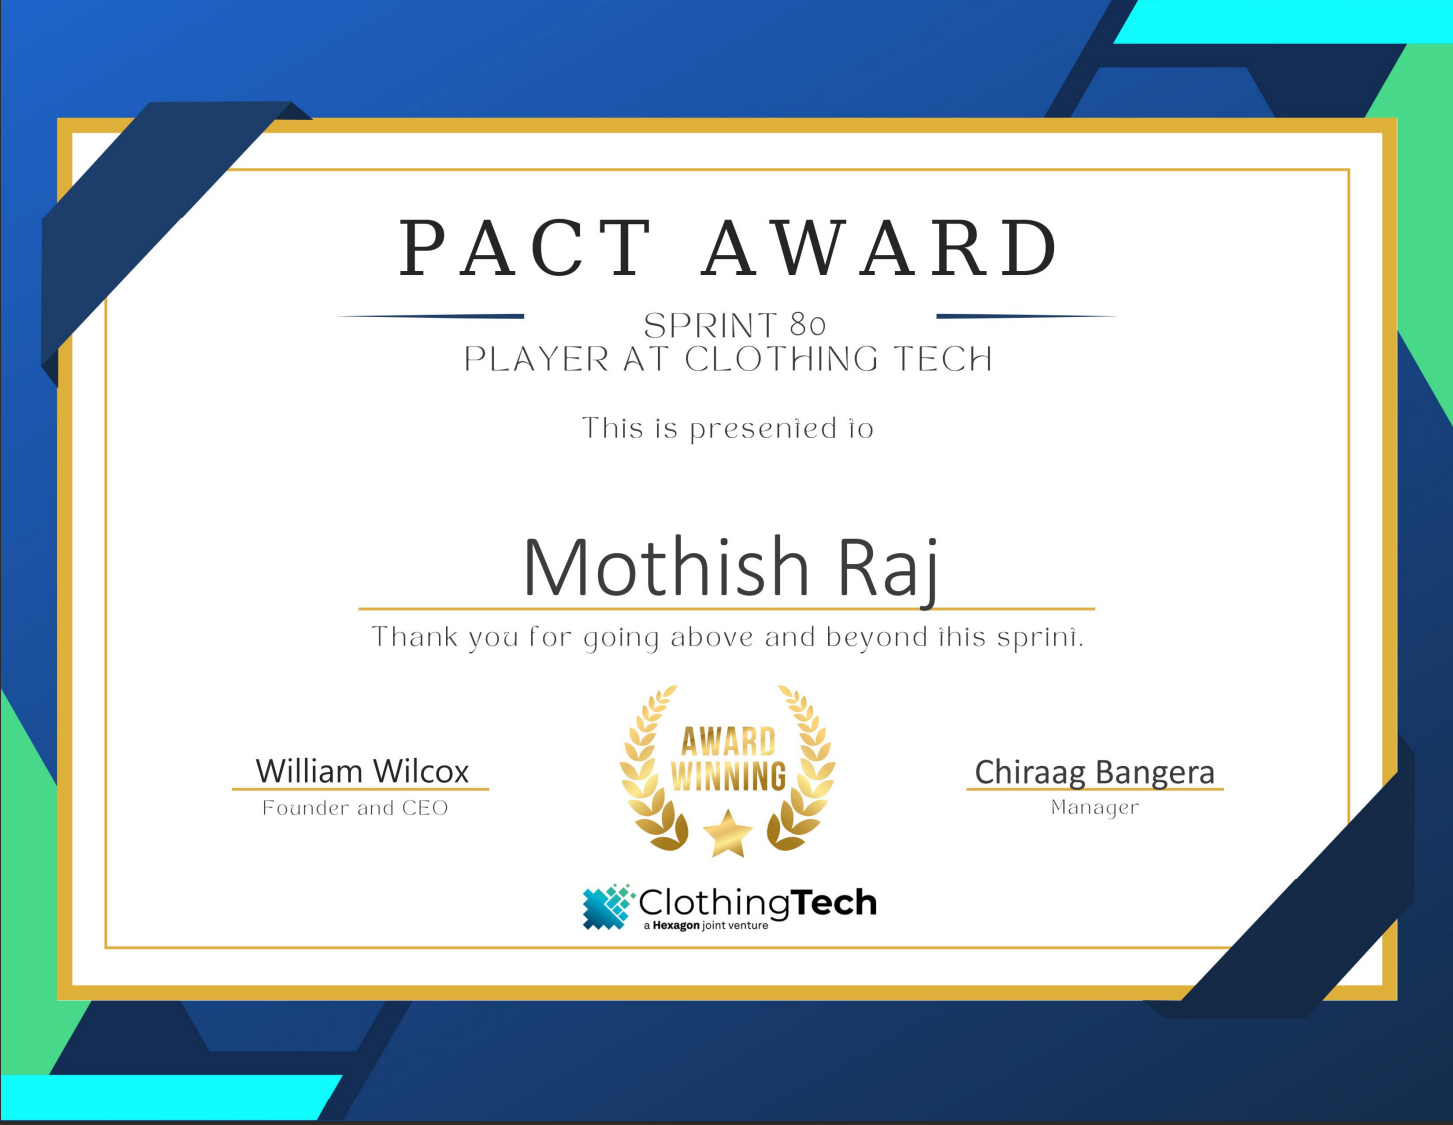 PACT AWARD
SPRINT 80
PLAYER AT CLOTHING TECH
This is presented to
Mothish Raj
Thank you for going above and beyond this sprint.
AWARD
WINNING
William Wilcox
Founder and CEO
Chiraag Bangera
Manager
ClothingTech
a Hexagon joint venture